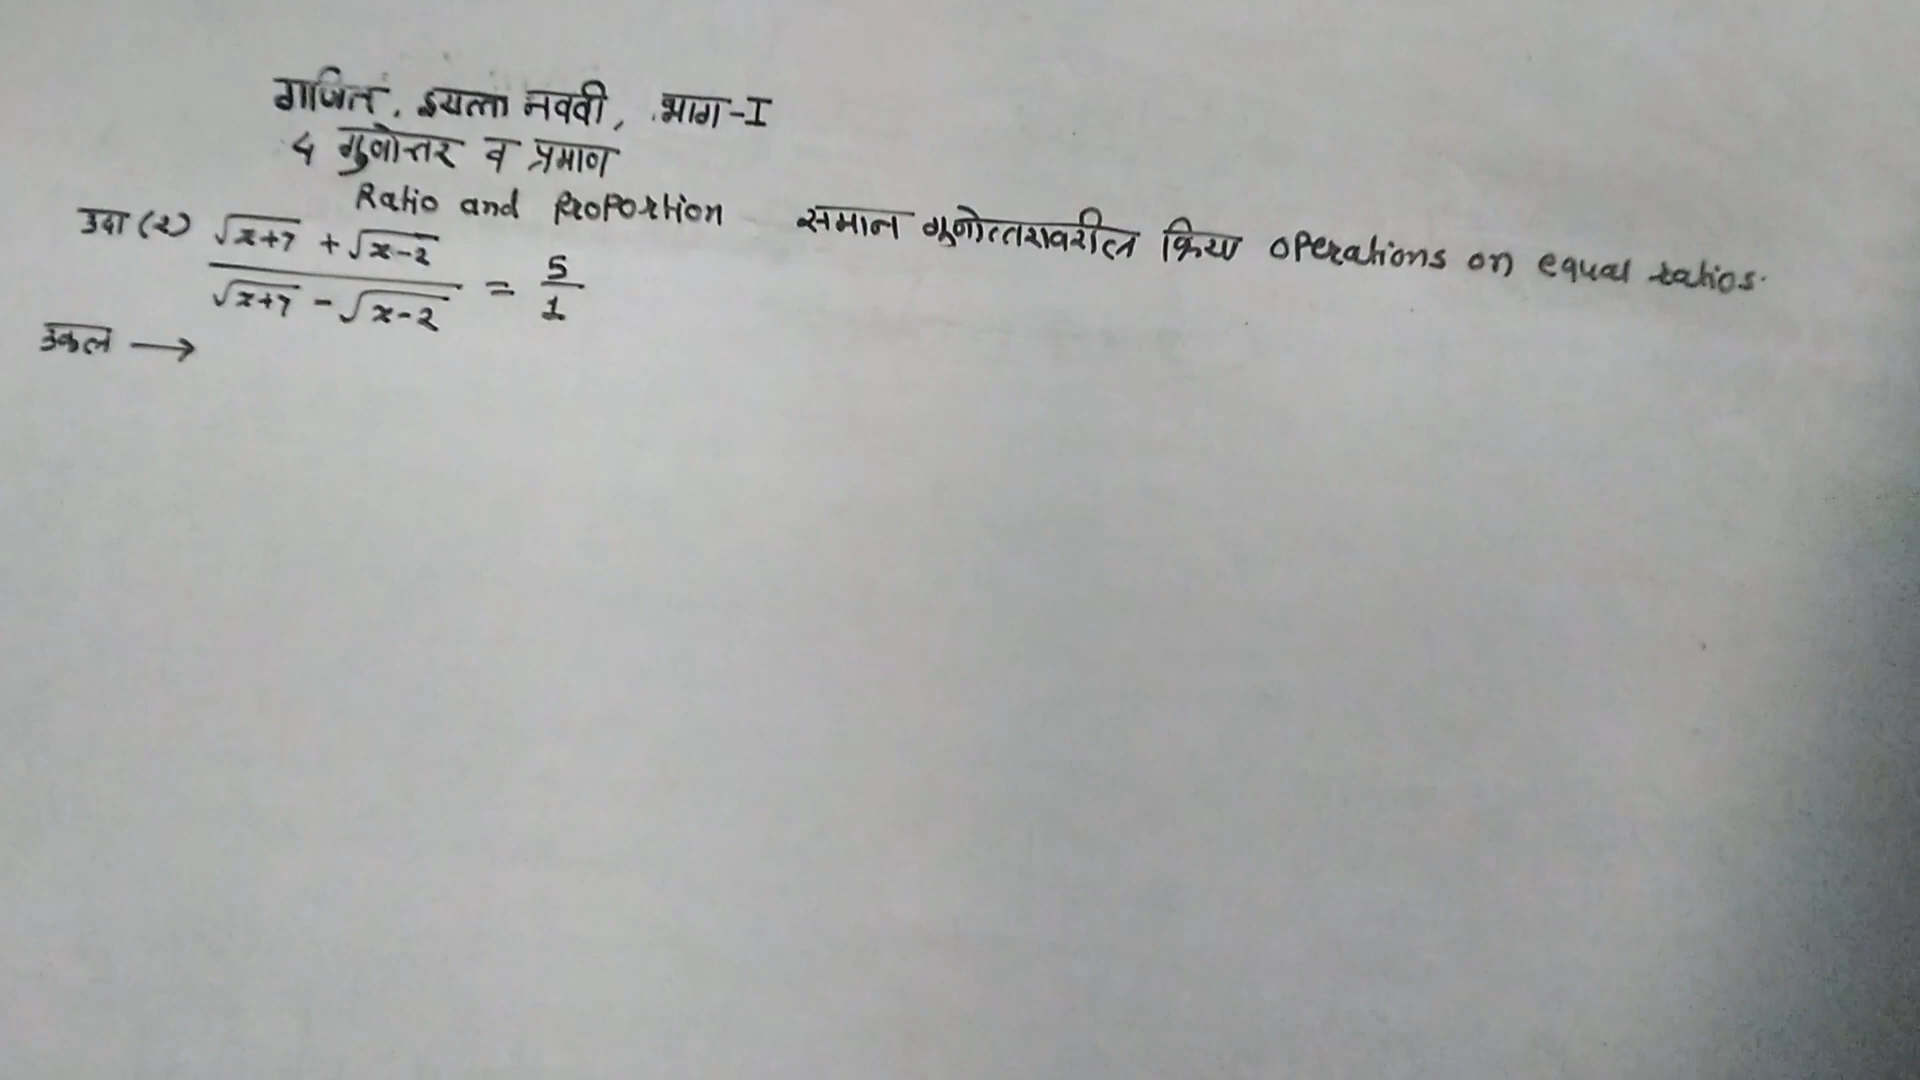 गणित, इयत्ता नववी, भाग-I
4 गुणोत्तर व प्रमाण
Ratio and Proportion समान गुणोत्तरावरील क्रिया operations on equal ratios.
उदा (२) (√x+7 + √x-2) / (√x+7 - √x-2) = 5/1
उकल →